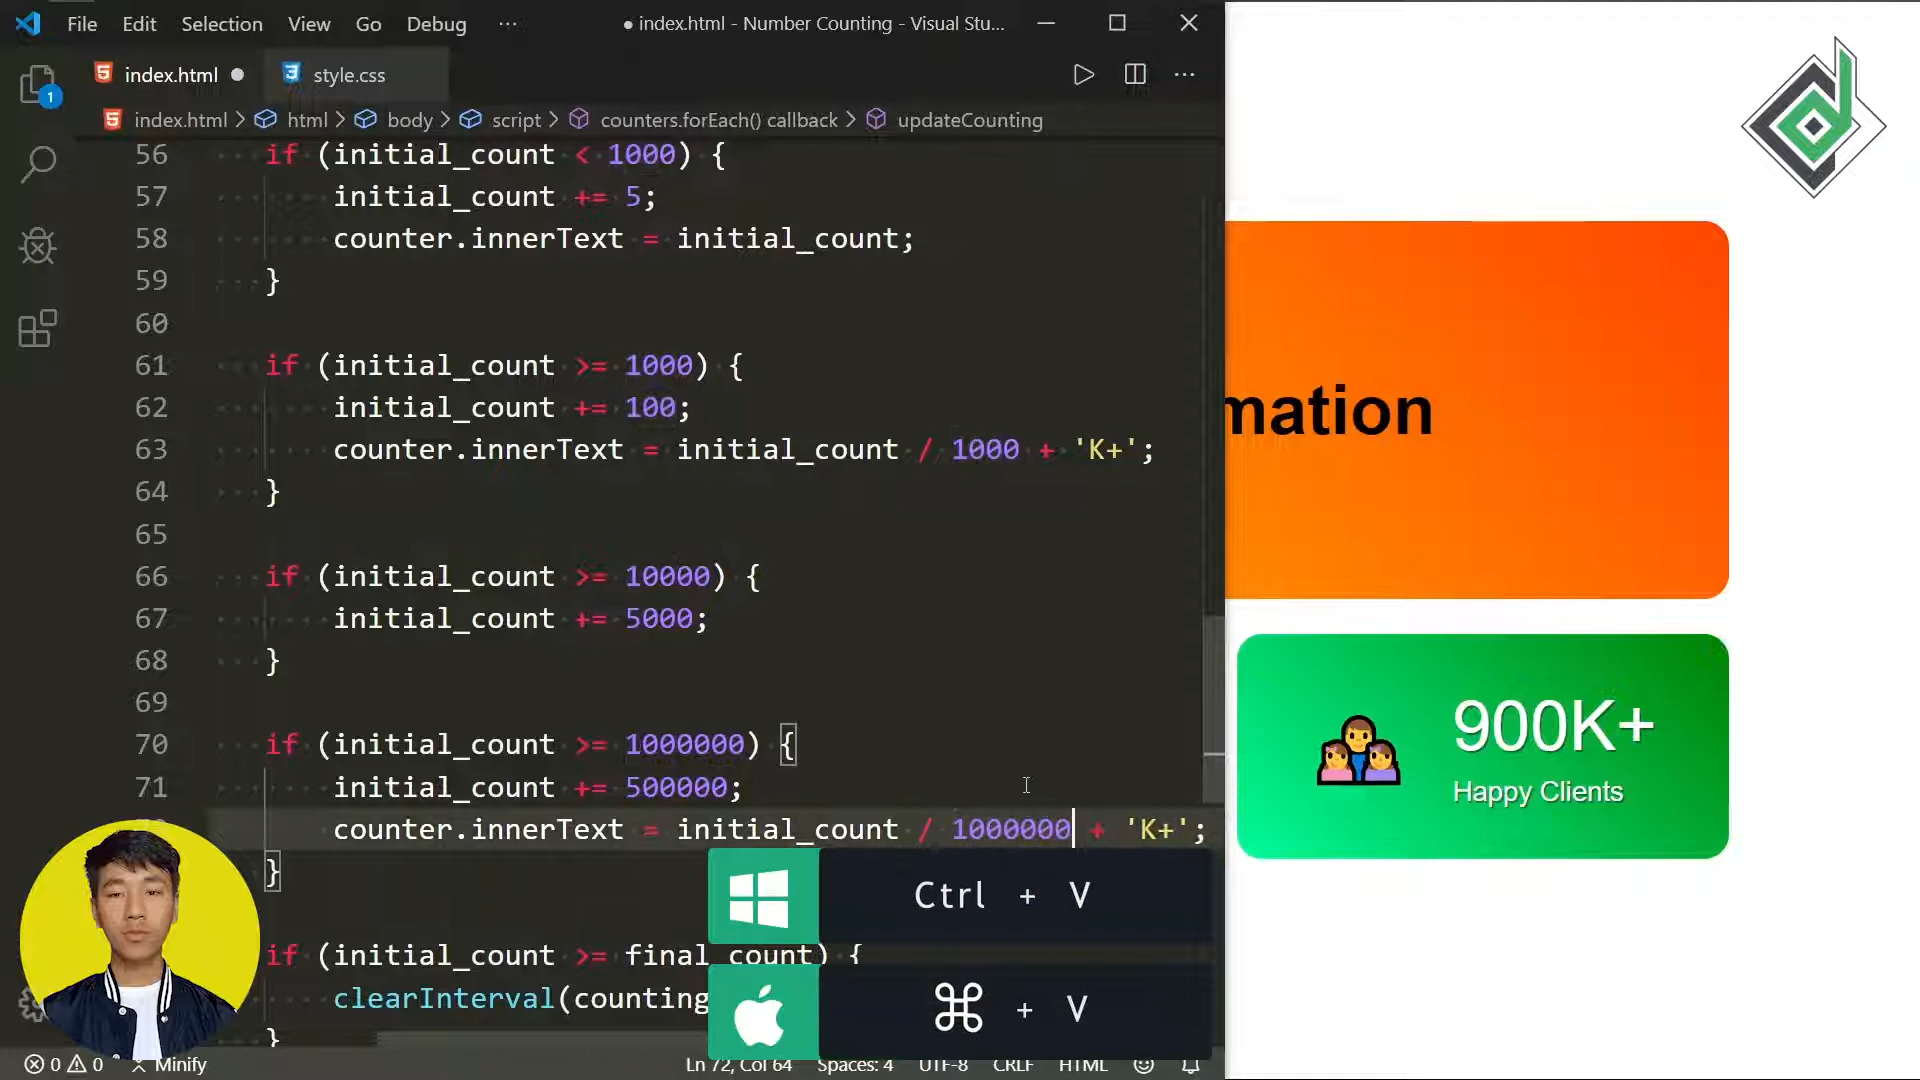 File Edit Selection View Go Debug ··· ● index.html - Number Counting - Visual Stu...
index.html ● style.css
1
index.html > html > body > script > counters.forEach() callback > updateCounting
56 if (initial_count < 1000) {
57 initial_count += 5;
58 counter.innerText = initial_count;
59 }
60
61 if (initial_count >= 1000) {
62 initial_count += 100;
63 counter.innerText = initial_count / 1000 + 'K+';
64 }
65
66 if (initial_count >= 10000) {
67 initial_count += 5000;
68 }
69
70 if (initial_count >= 1000000) {
71 initial_count += 500000;
counter.innerText = initial_count / 1000000 + 'K+';
}
if (initial_count >= final_count) {
clearInterval(counting
}
Ctrl + V
⌘ + V
0 0 Minify Ln 72, Col 64 Spaces: 4 UTF-8 CRLF HTML
mation
900K+
Happy Clients